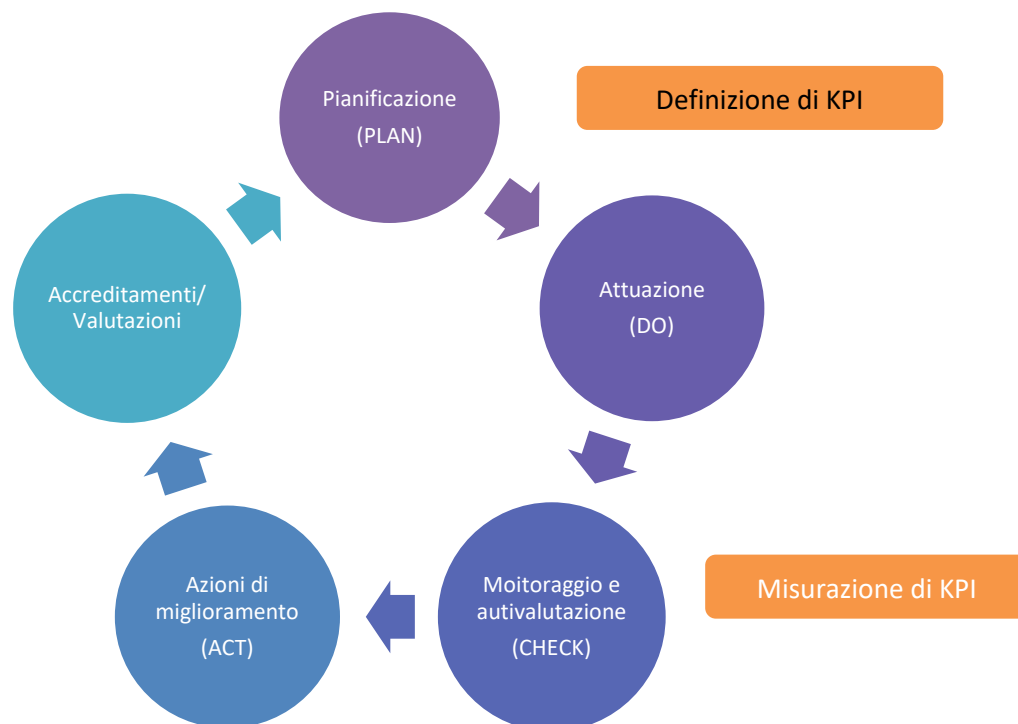 Pianificazione
(PLAN)
Definizione di KPI
Attuazione
(DO)
Accreditamenti/
Valutazioni
Moitoraggio e
autivalutazione
(CHECK)
Misurazione di KPI
Azioni di
miglioramento
(ACT)